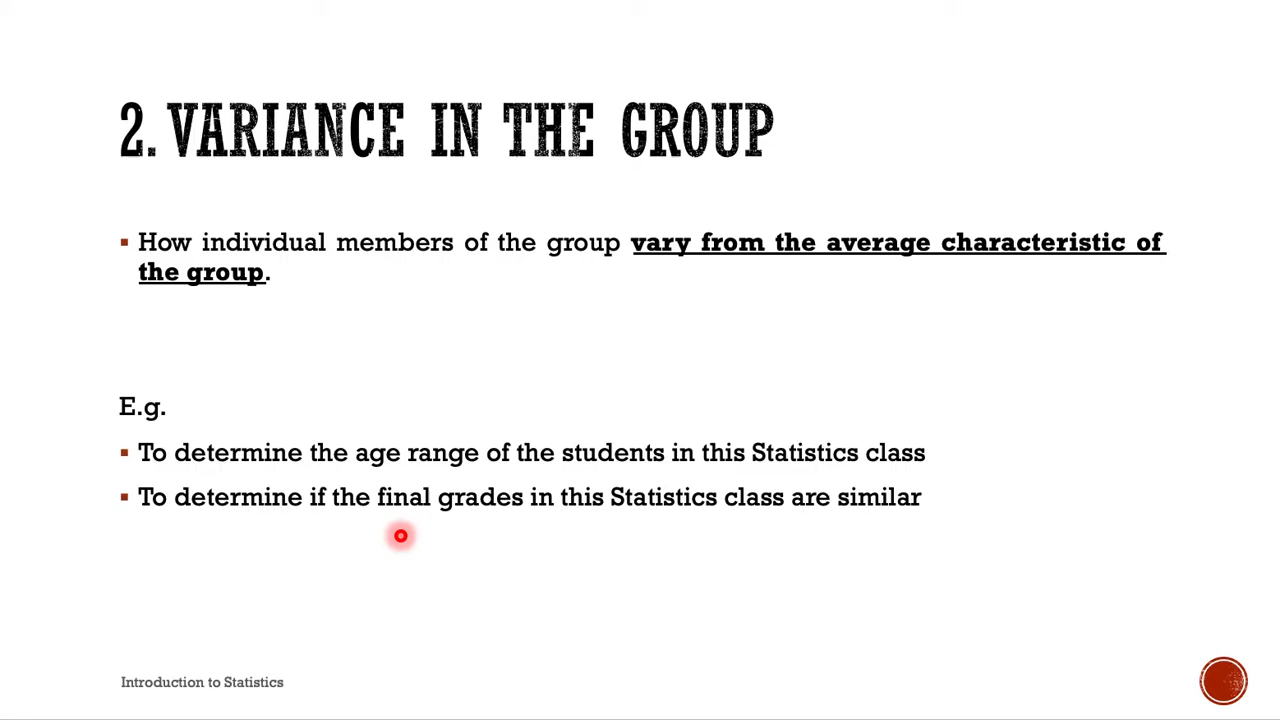 2. VARIANCE IN THE GROUP
▪ How individual members of the group vary from the average characteristic of
the group.
E.g.
▪ To determine the age range of the students in this Statistics class
▪ To determine if the final grades in this Statistics class are similar
Introduction to Statistics